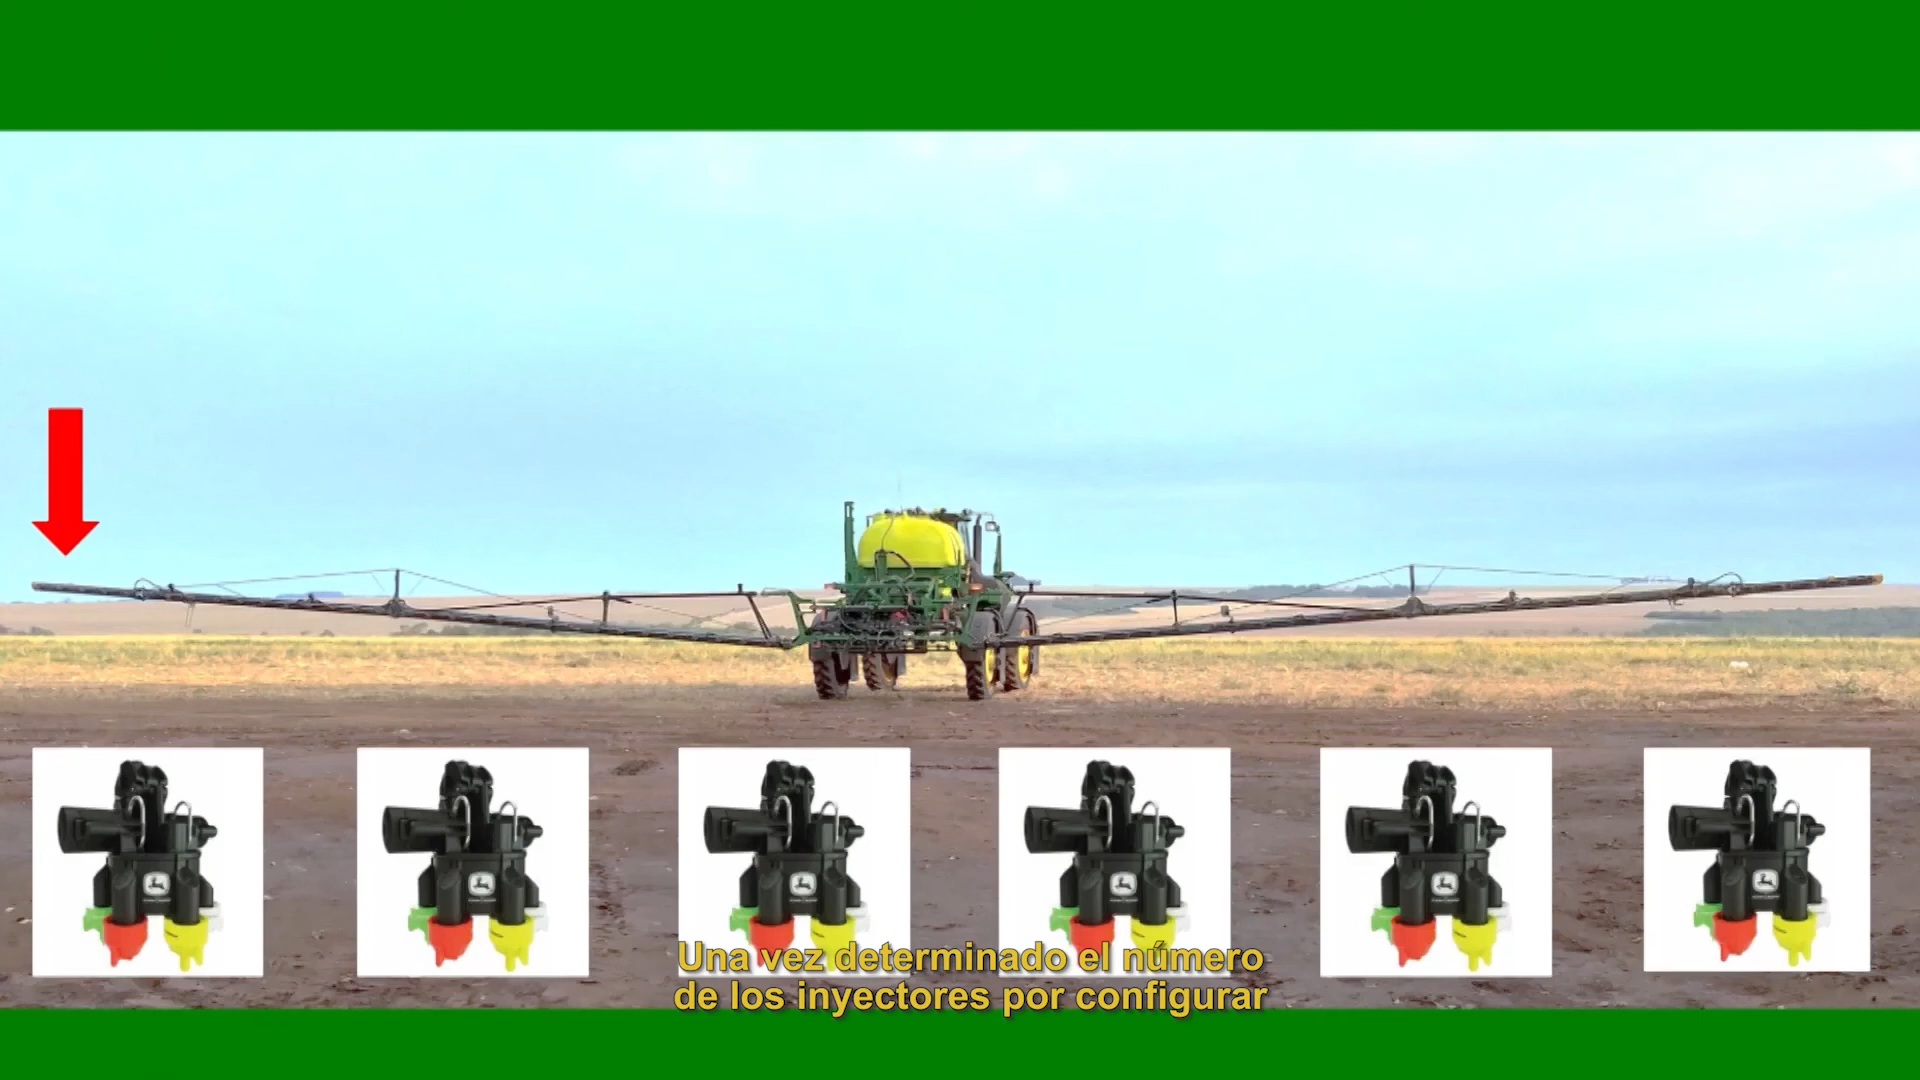 Una vez determinado el número
de los inyectores por configurar